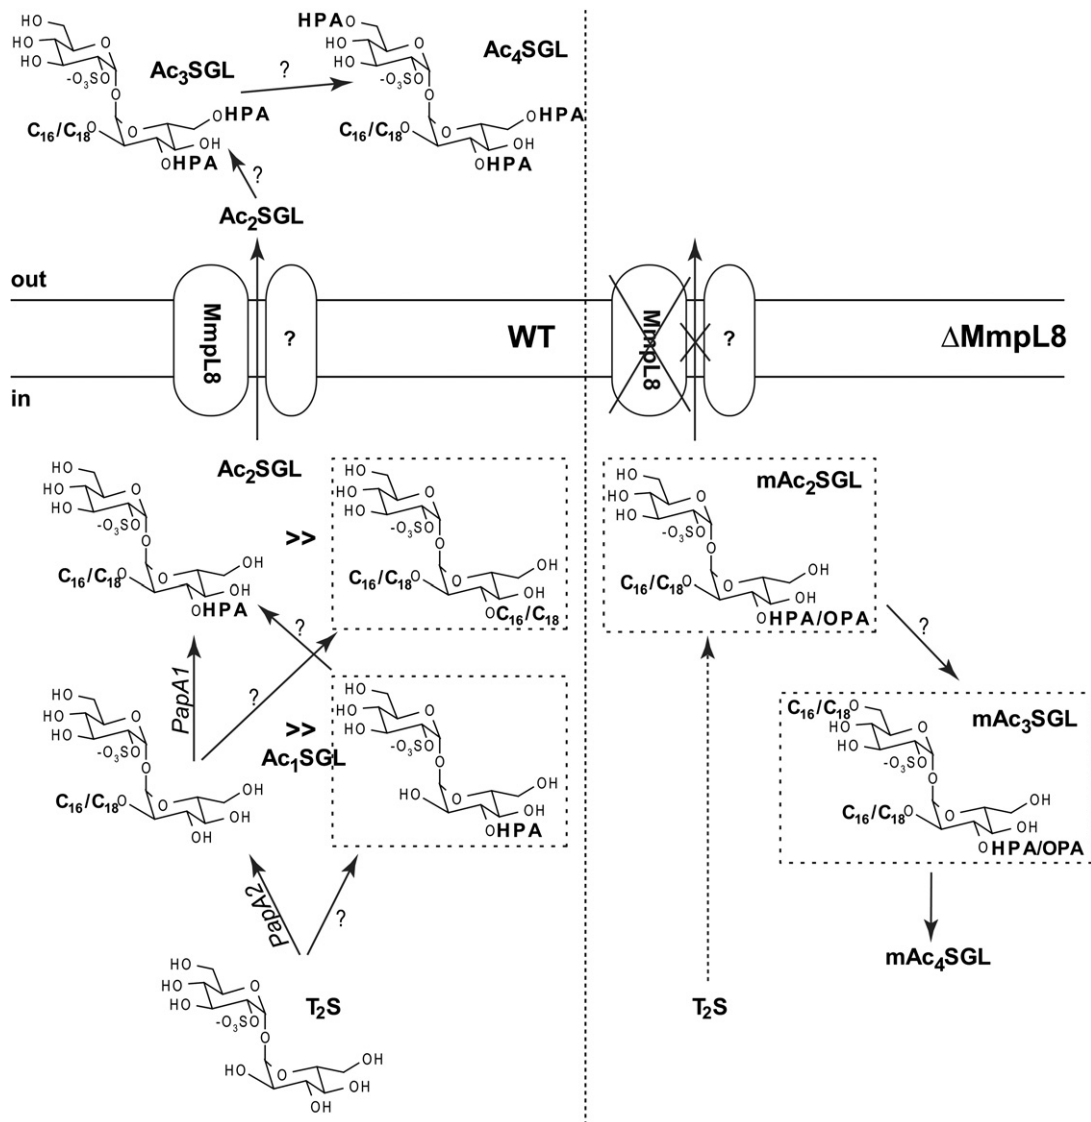 HO
HO
HO
O
-O₃SO
O
Ac₃SGL
C₁₆/C₁₈O
O
OHPA
OH
OHPA
?
HPAO
HO
HO
O
-O₃SO
O
Ac₄SGL
C₁₆/C₁₈O
O
OHPA
OH
OHPA
?
Ac₂SGL
out
in
MmpL8
?
WT
MmpL8
?
ΔMmpL8
Ac₂SGL
HO
HO
HO
O
-O₃SO
O
C₁₆/C₁₈O
O
OH
OH
OHPA
>>
HO
HO
HO
O
-O₃SO
O
C₁₆/C₁₈O
O
OH
OH
OC₁₆/C₁₈
mAc₂SGL
HO
HO
HO
O
-O₃SO
O
C₁₆/C₁₈O
O
OH
OH
OHPA/OPA
PapA1
?
?
?
HO
HO
HO
O
-O₃SO
O
C₁₆/C₁₈O
O
OH
OH
OH
>>
Ac₁SGL
HO
HO
HO
O
-O₃SO
O
HO
O
OH
OH
OHPA
mAc₃SGL
C₁₆/C₁₈O
HO
HO
O
-O₃SO
O
C₁₆/C₁₈O
O
OH
OH
OHPA/OPA
PapA2
?
mAc₄SGL
HO
HO
HO
O
-O₃SO
O
T₂S
HO
O
OH
OH
OH
T₂S